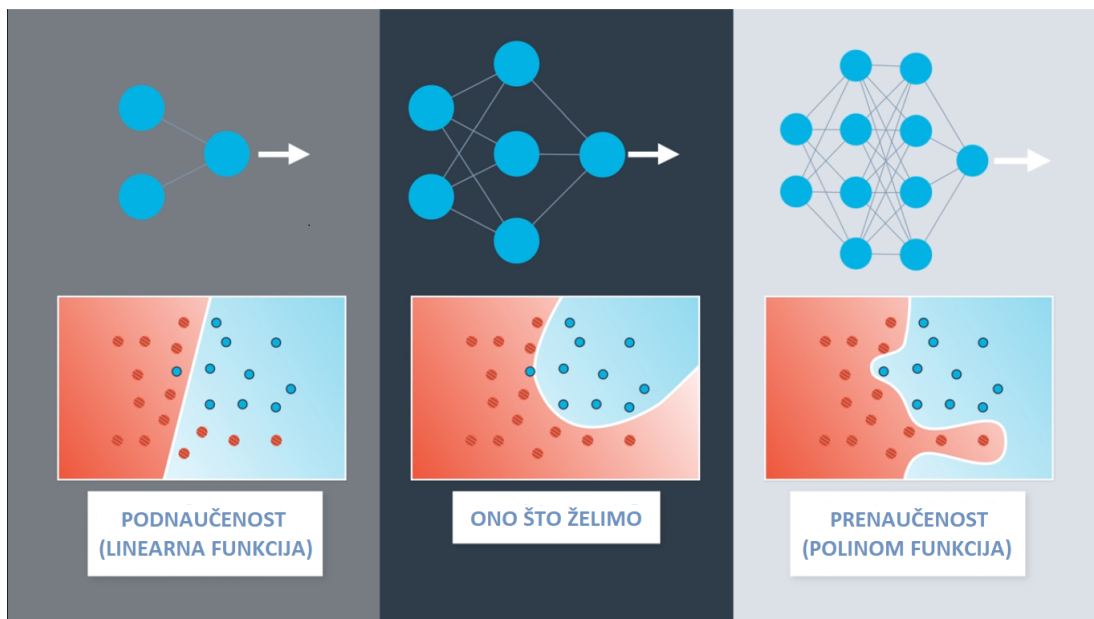 PODNAUČENOST
(LINEARNA FUNKCIJA)
ONO ŠTO ŽELIMO
PRENAUČENOST
(POLINOM FUNKCIJA)